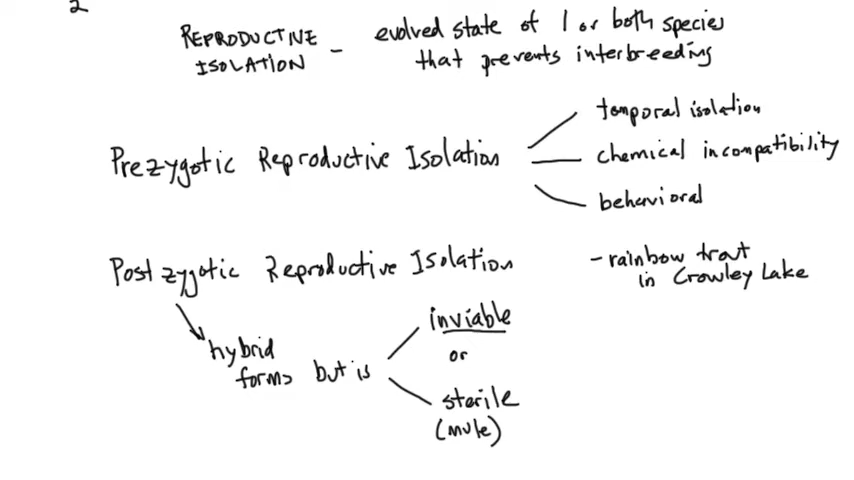 2
REPRODUCTIVE
ISOLATION - evolved state of 1 or both species
that prevents interbreeding
Prezygotic Reproductive Isolation
temporal isolation
chemical incompatibility
behavioral
Postzygotic Reproductive Isolation
- rainbow trout
in Crowley Lake
hybrid
forms but is
inviable
or
sterile
(mule)